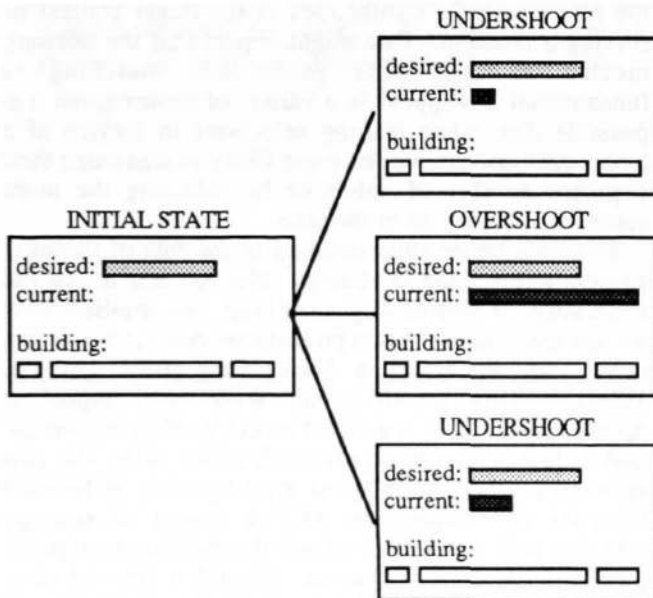 UNDERSHOOT
desired:
current:
building:
INITIAL STATE
desired:
current:
building:
OVERSHOOT
desired:
current:
building:
UNDERSHOOT
desired:
current:
building: